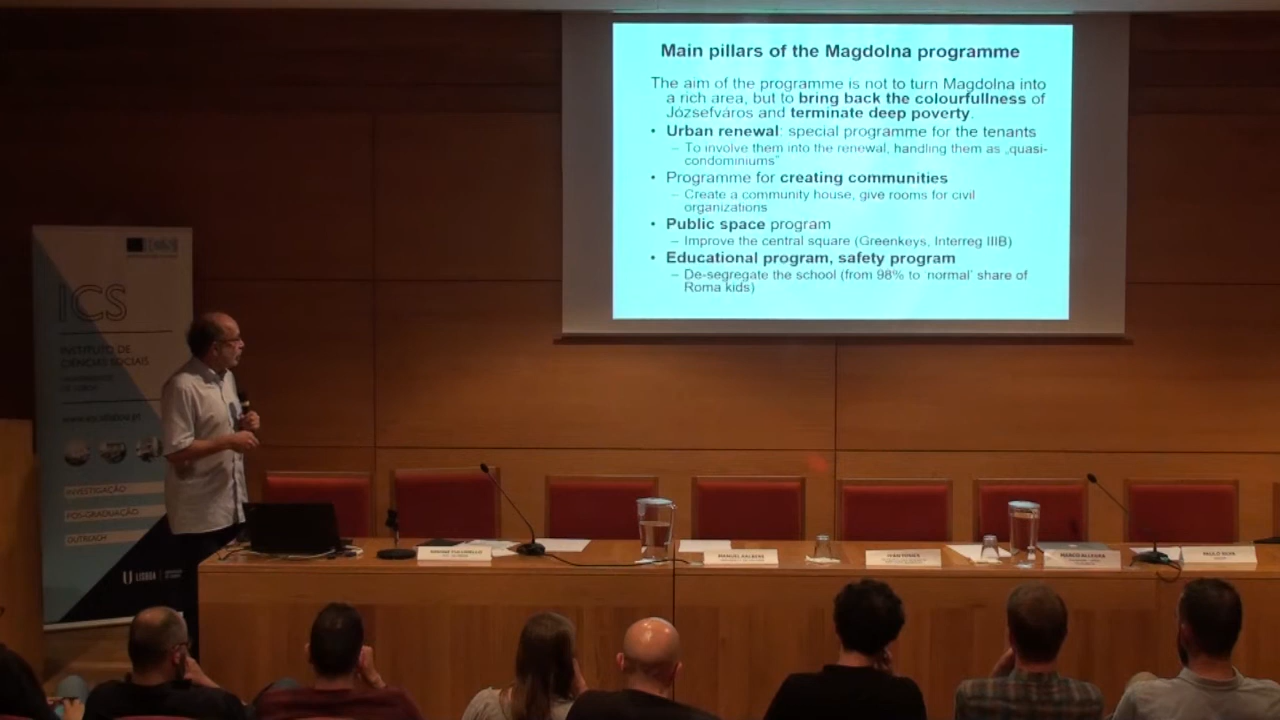 Main pillars of the Magdolna programme
The aim of the programme is not to turn Magdolna into
a rich area, but to bring back the colourfullness of
Józsefváros and terminate deep poverty.
• Urban renewal: special programme for the tenants
– To involve them into the renewal, handling them as „quasi-
condominiums”
• Programme for creating communities
– Create a community house, give rooms for civil
organizations
• Public space program
– Improve the central square (Greenkeys, Interreg IIIB)
• Educational program, safety program
– De-segregate the school (from 98% to ‘normal’ share of
Roma kids)
ICS
INSTITUTO DE
CIÊNCIAS SOCIAIS
INVESTIGAÇÃO
PÓS-GRADUAÇÃO
OUTREACH
LISBOA